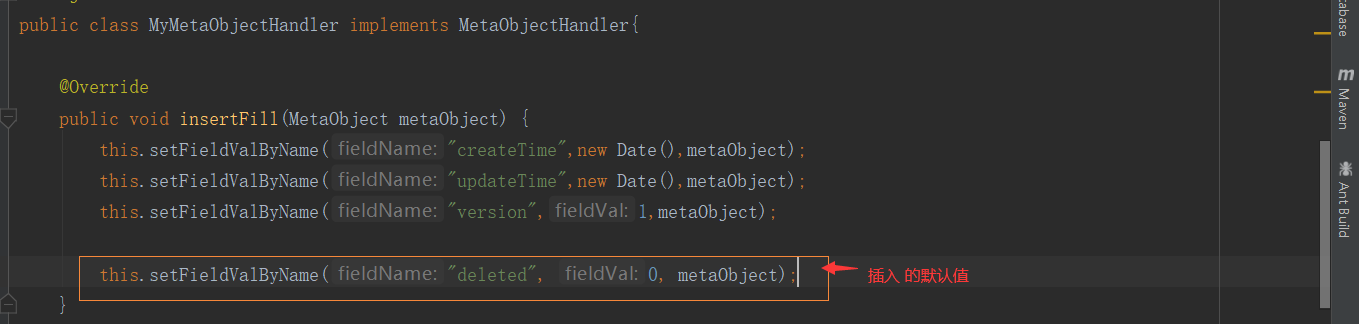 public class MyMetaObjectHandler implements MetaObjectHandler{
@Override
public void insertFill(MetaObject metaObject) {
this.setFieldValByName( fieldName: "createTime",new Date(),metaObject);
this.setFieldValByName( fieldName: "updateTime",new Date(),metaObject);
this.setFieldValByName( fieldName: "version", fieldVal: 1,metaObject);
this.setFieldValByName( fieldName: "deleted", fieldVal: 0, metaObject);
插入 的默认值
}
Maven
Ant Build